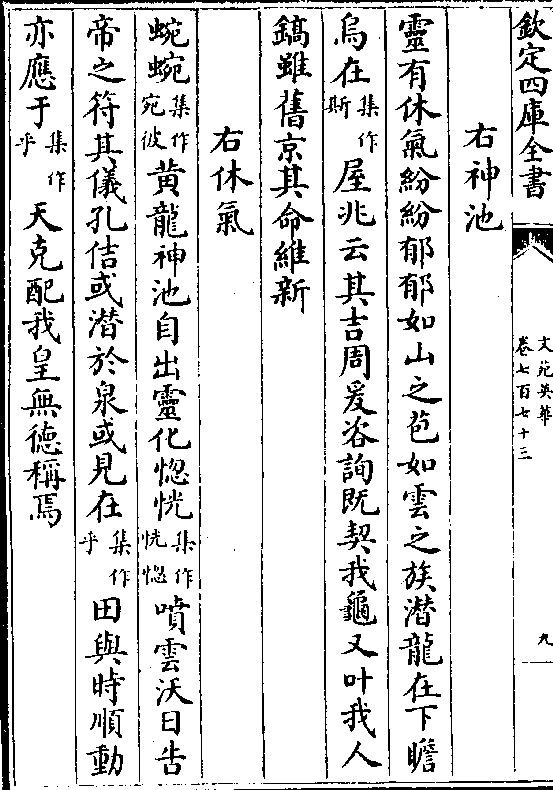 欽定四庫全書
文苑英華
卷七百七十三
九
右神池
靈有休氣紛紛郁郁如山之苞如雲之族潜龍在下瞻
烏在集作斯屋兆云其吉周爰咨詢既契我龜又叶我人
鎬雖舊京其命維新
右休氣
蜿蜿集作宛彼黄龍神池自出靈化惚恍集作恍惚噴雲沃日告
帝之符其儀孔佶或潜於泉或見在集作乎田與時順動
亦應于集作乎天克配我皇無德稱焉